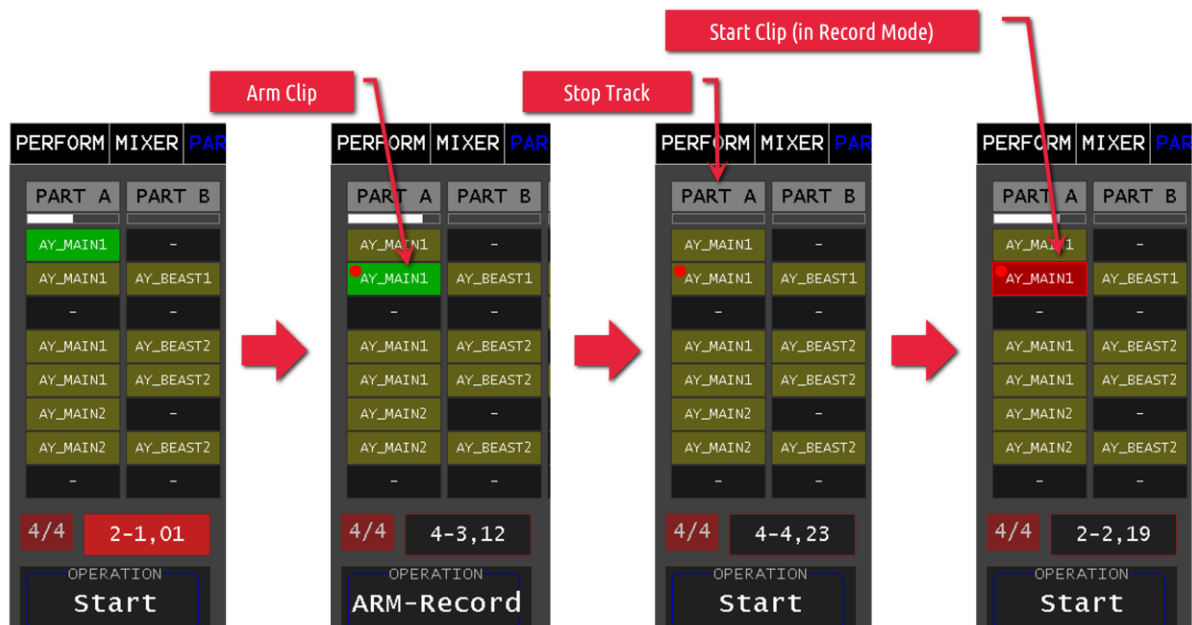 Start Clip (in Record Mode)
Arm Clip
Stop Track
PERFORM MIXER PAR
PART A PART B
AY_MAIN1 -
AY_MAIN1 AY_BEAST1
- -
AY_MAIN1 AY_BEAST2
AY_MAIN1 AY_BEAST2
AY_MAIN2 -
AY_MAIN2 AY_BEAST2
- -
4/4 2-1,01
OPERATION
Start
PERFORM MIXER PAR
PART A PART B
AY_MAIN1 -
AY_MAIN1 AY_BEAST1
- -
AY_MAIN1 AY_BEAST2
AY_MAIN1 AY_BEAST2
AY_MAIN2 -
AY_MAIN2 AY_BEAST2
- -
4/4 4-3,12
OPERATION
ARM-Record
PERFORM MIXER PAR
PART A PART B
AY_MAIN1 -
AY_MAIN1 AY_BEAST1
- -
AY_MAIN1 AY_BEAST2
AY_MAIN1 AY_BEAST2
AY_MAIN2 -
AY_MAIN2 AY_BEAST2
- -
4/4 4-4,23
OPERATION
Start
PERFORM MIXER PAR
PART A PART B
AY_MAIN1 -
AY_MAIN1 AY_BEAST1
- -
AY_MAIN1 AY_BEAST2
AY_MAIN1 AY_BEAST2
AY_MAIN2 -
AY_MAIN2 AY_BEAST2
- -
4/4 2-2,19
OPERATION
Start